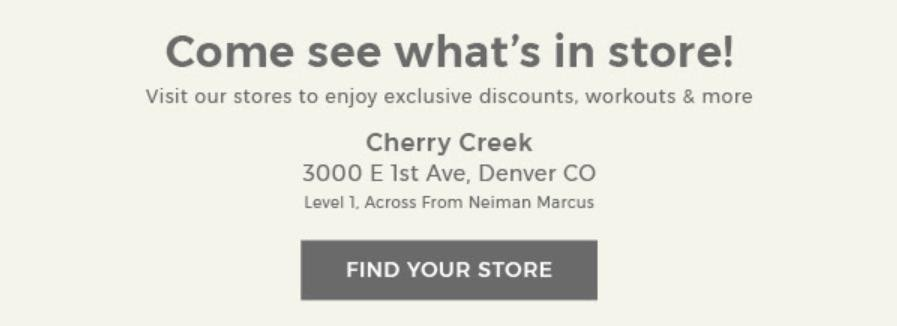 Come see what's in store!
Visit our stores to enjoy exclusive discounts, workouts & more
Cherry Creek
3000 E 1st Ave, Denver CO
Level 1, Across From Neiman Marcus
FIND YOUR STORE